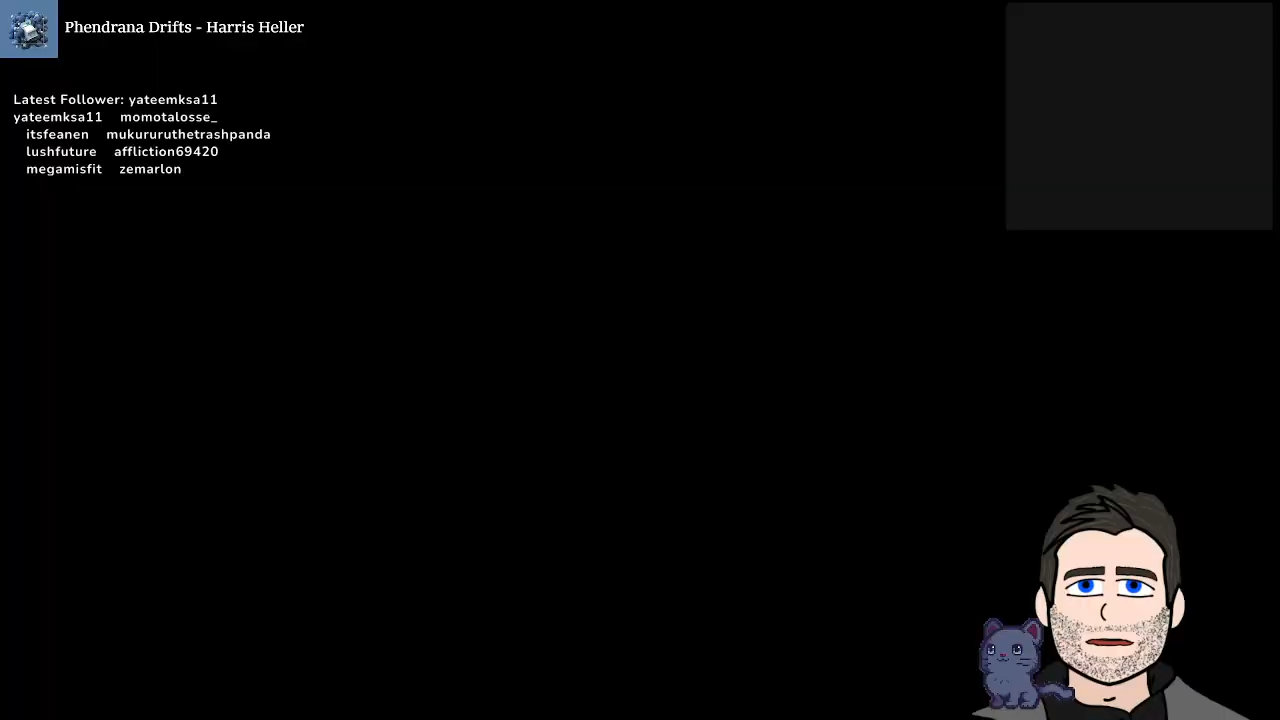 Phendrana Drifts - Harris Heller
Latest Follower: yateemksa11
yateemksa11 momotalosse_
itsfeanen mukururuthetrashpanda
lushfuture affliction69420
megamisfit zemarlon